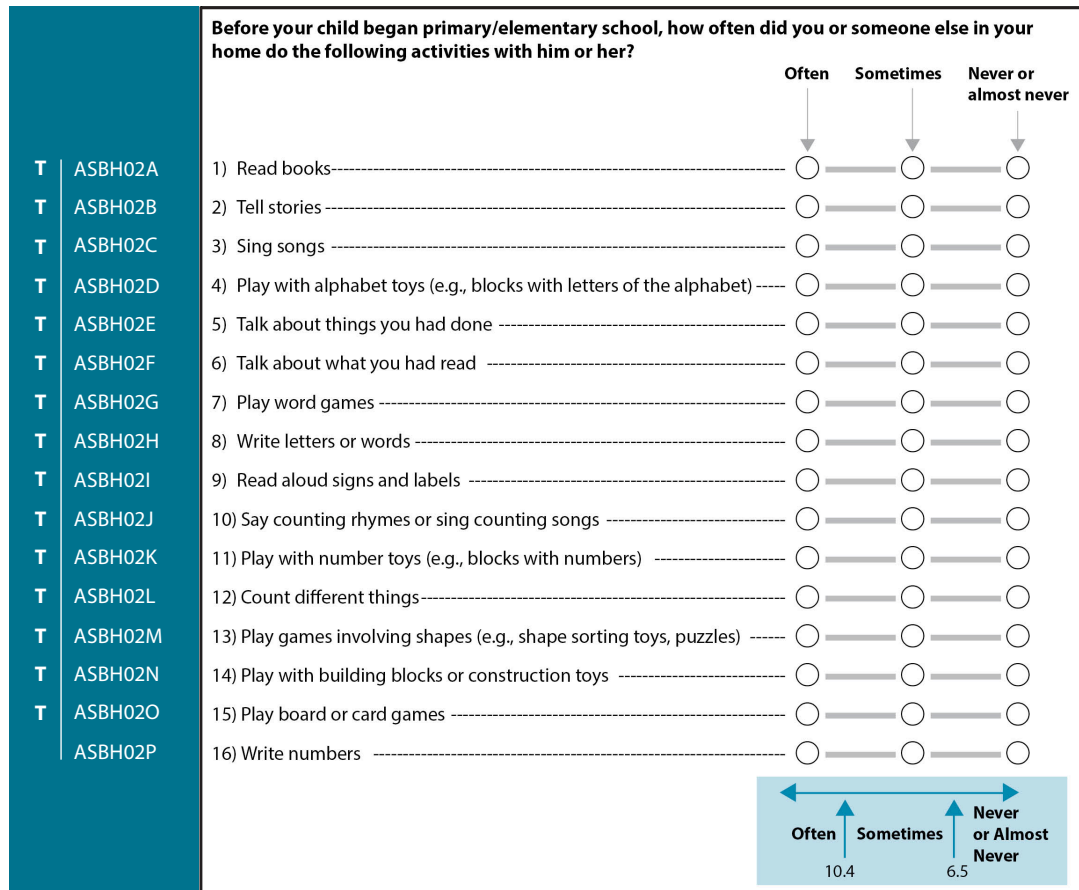 Before your child began primary/elementary school, how often did you or someone else in your
home do the following activities with him or her?
Often Sometimes Never or
almost never
T ASBH02A 1) Read books
T ASBH02B 2) Tell stories
T ASBH02C 3) Sing songs
T ASBH02D 4) Play with alphabet toys (e.g., blocks with letters of the alphabet)
T ASBH02E 5) Talk about things you had done
T ASBH02F 6) Talk about what you had read
T ASBH02G 7) Play word games
T ASBH02H 8) Write letters or words
T ASBH02I 9) Read aloud signs and labels
T ASBH02J 10) Say counting rhymes or sing counting songs
T ASBH02K 11) Play with number toys (e.g., blocks with numbers)
T ASBH02L 12) Count different things
T ASBH02M 13) Play games involving shapes (e.g., shape sorting toys, puzzles)
T ASBH02N 14) Play with building blocks or construction toys
T ASBH02O 15) Play board or card games
ASBH02P 16) Write numbers
Often Sometimes Never
or Almost
Never
10.4 6.5